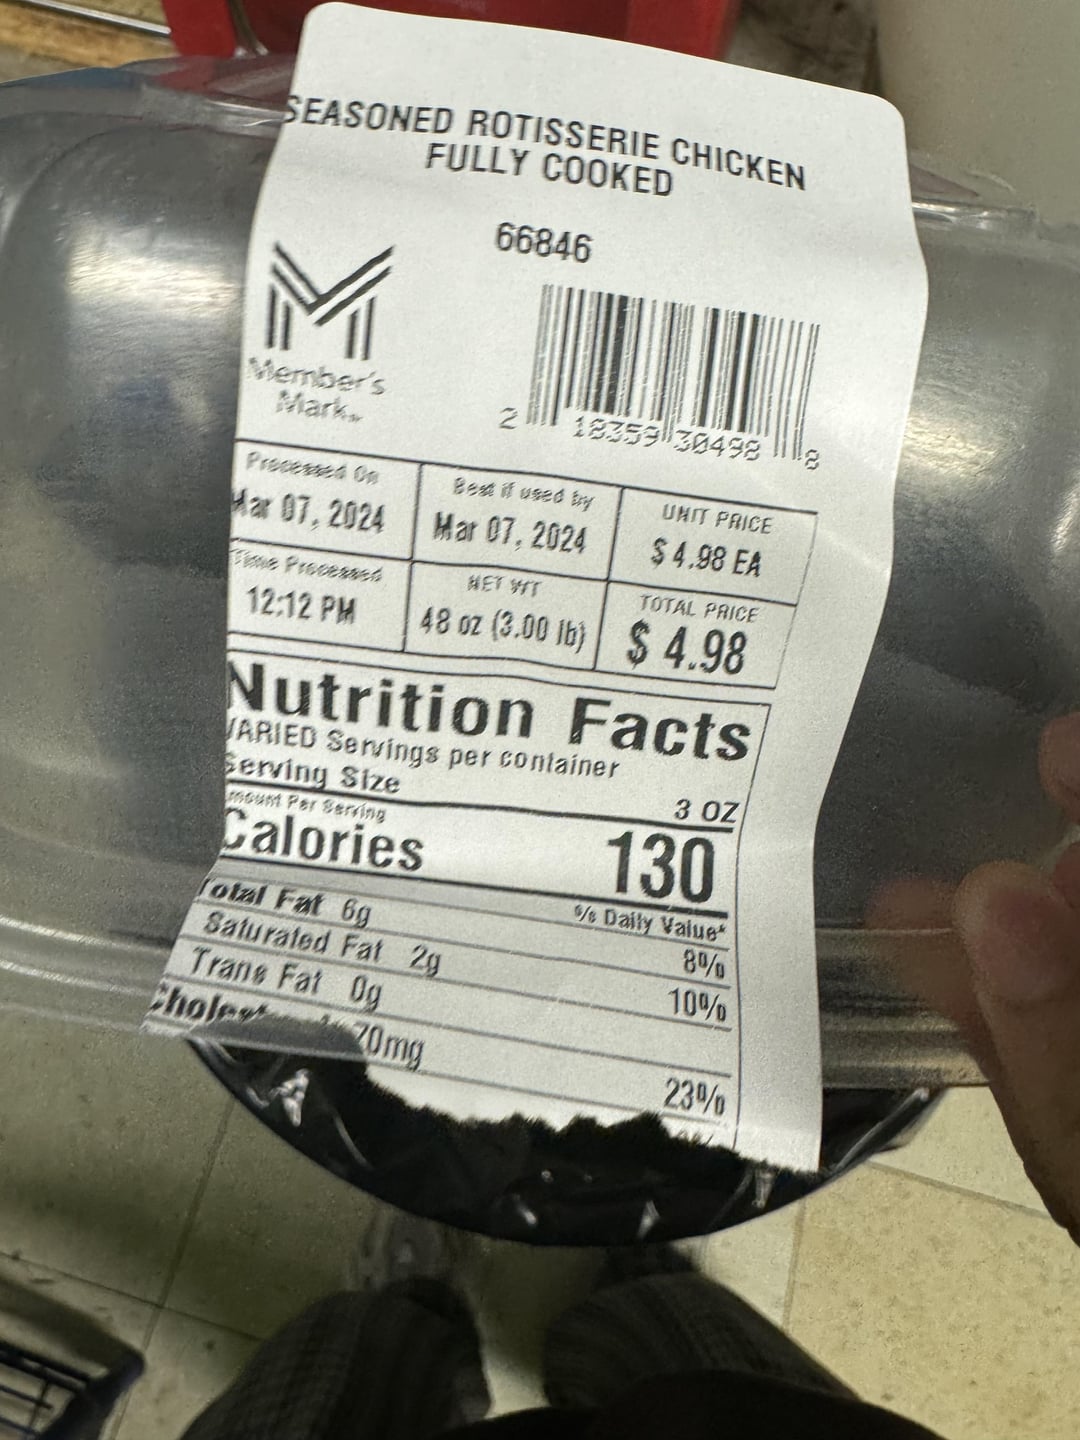 SEASONED ROTISSERIE CHICKEN
FULLY COOKED
66846
Member's
Mark™
2 18359 30498 8
Processed On
Mar 07, 2024
Best if used by
Mar 07, 2024
UNIT PRICE
$ 4.98 EA
Time Processed
12:12 PM
NET WT
48 oz (3.00 lb)
TOTAL PRICE
$ 4.98
Nutrition Facts
VARIED Servings per container
Serving Size 3 OZ
Amount Per Serving
Calories 130
% Daily Value*
Total Fat 6g 8%
Saturated Fat 2g 10%
Trans Fat 0g
70mg 23%